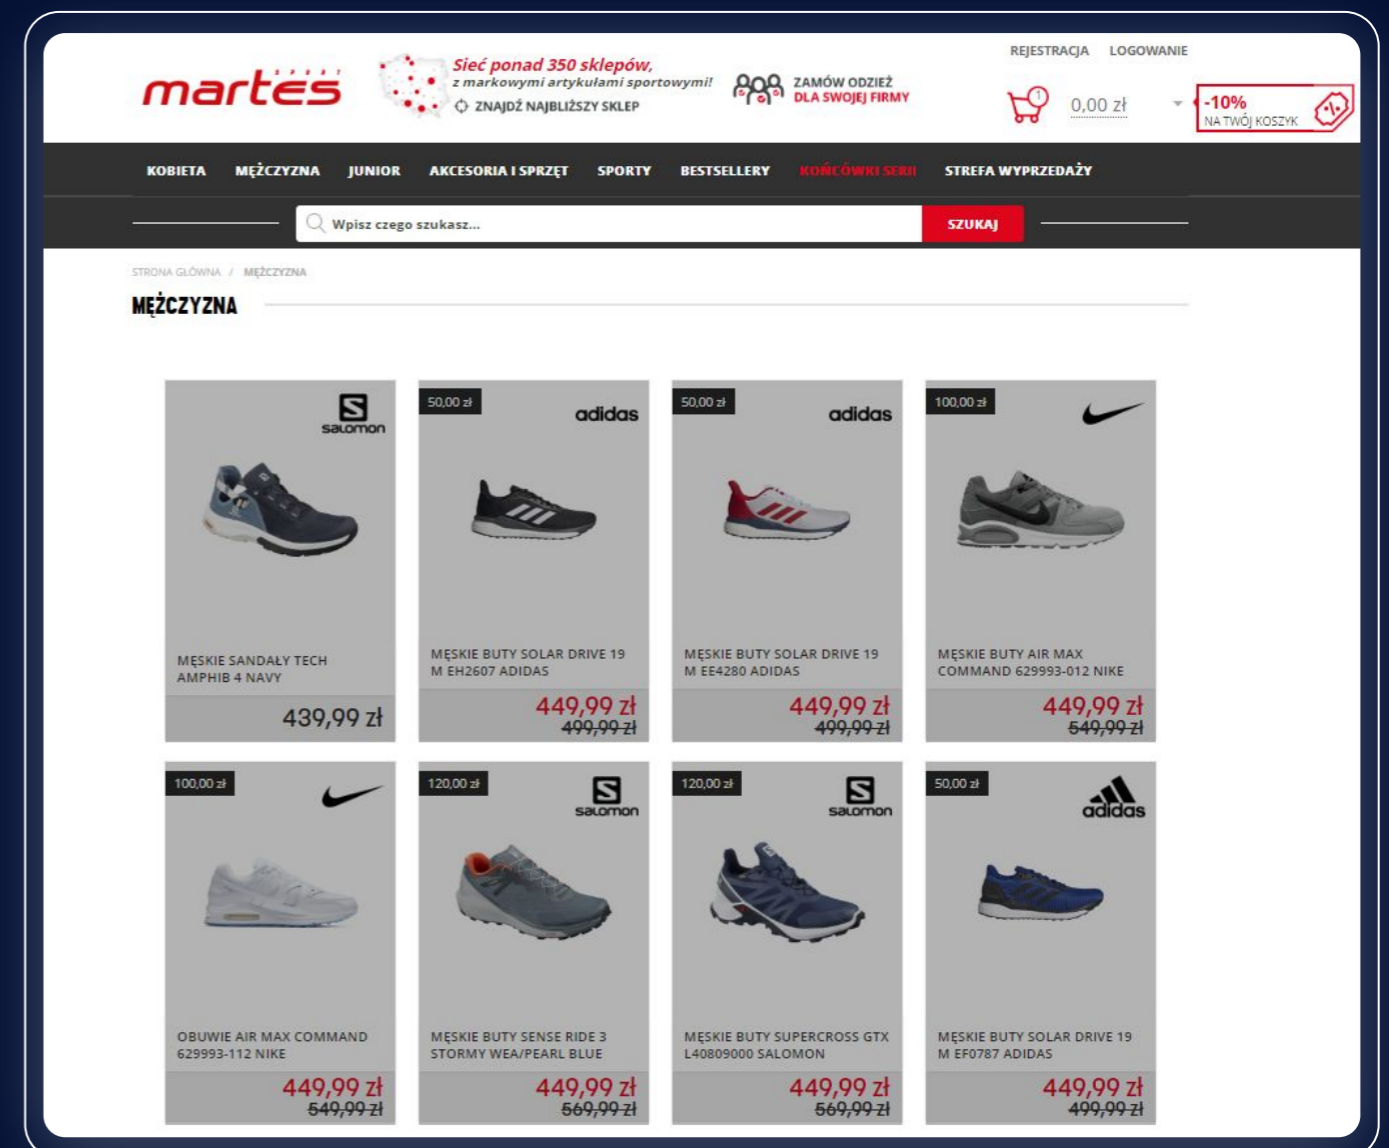 REJESTRACJA LOGOWANIE
SPORT
martes
Sieć ponad 350 sklepów,
z markowymi artykułami sportowymi!
ZNAJDŹ NAJBLIŻSZY SKLEP
ZAMÓW ODZIEŻ
DLA SWOJEJ FIRMY
1
0,00 zł
-10%
NA TWÓJ KOSZYK
KOBIETA MĘŻCZYZNA JUNIOR AKCESORIA I SPRZĘT SPORTY BESTSELLERY KOŃCÓWKI SERII STREFA WYPRZEDAŻY
Wpisz czego szukasz... SZUKAJ
STRONA GŁÓWNA / MĘŻCZYZNA
MĘŻCZYZNA
S
salomon
MĘSKIE SANDAŁY TECH
AMPHIB 4 NAVY
439,99 zł
50,00 zł
adidas
MĘSKIE BUTY SOLAR DRIVE 19
M EH2607 ADIDAS
449,99 zł
499,99 zł
50,00 zł
adidas
MĘSKIE BUTY SOLAR DRIVE 19
M EE4280 ADIDAS
449,99 zł
499,99 zł
100,00 zł
MĘSKIE BUTY AIR MAX
COMMAND 629993-012 NIKE
449,99 zł
549,99 zł
100,00 zł
OBUWIE AIR MAX COMMAND
629993-112 NIKE
449,99 zł
549,99 zł
120,00 zł
S
salomon
MĘSKIE BUTY SENSE RIDE 3
STORMY WEA/PEARL BLUE
449,99 zł
569,99 zł
120,00 zł
S
salomon
MĘSKIE BUTY SUPERCROSS GTX
L40809000 SALOMON
449,99 zł
569,99 zł
50,00 zł
adidas
MĘSKIE BUTY SOLAR DRIVE 19
M EF0787 ADIDAS
449,99 zł
499,99 zł